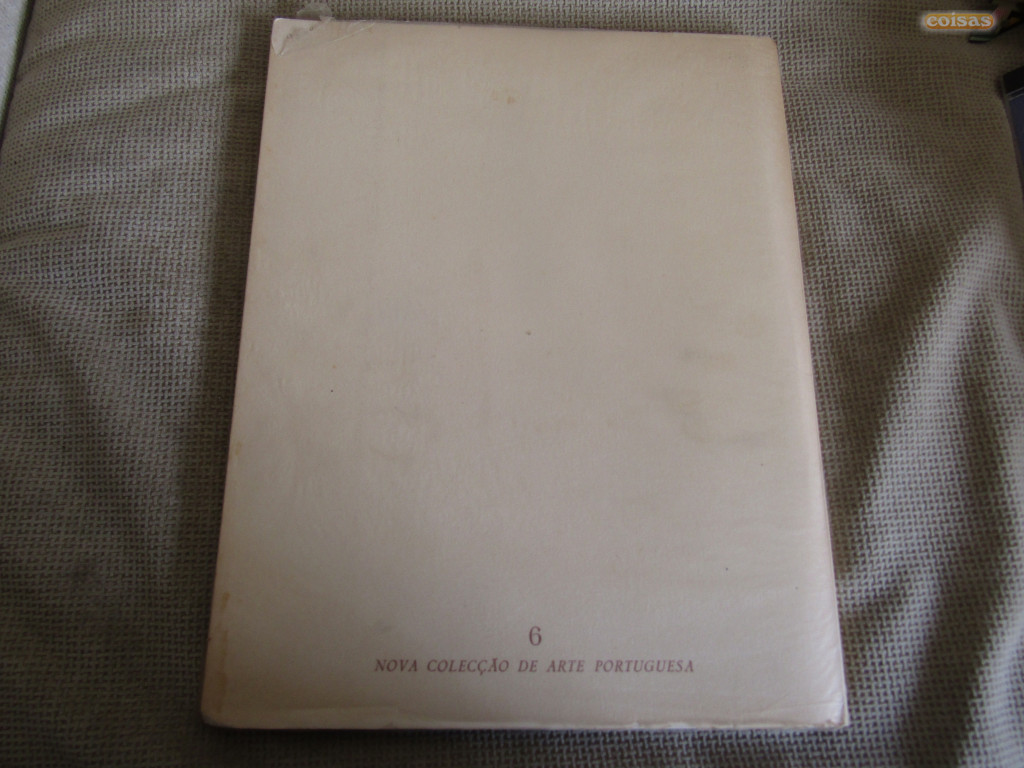 coisas
6
NOVA COLECÇÃO DE ARTE PORTUGUESA